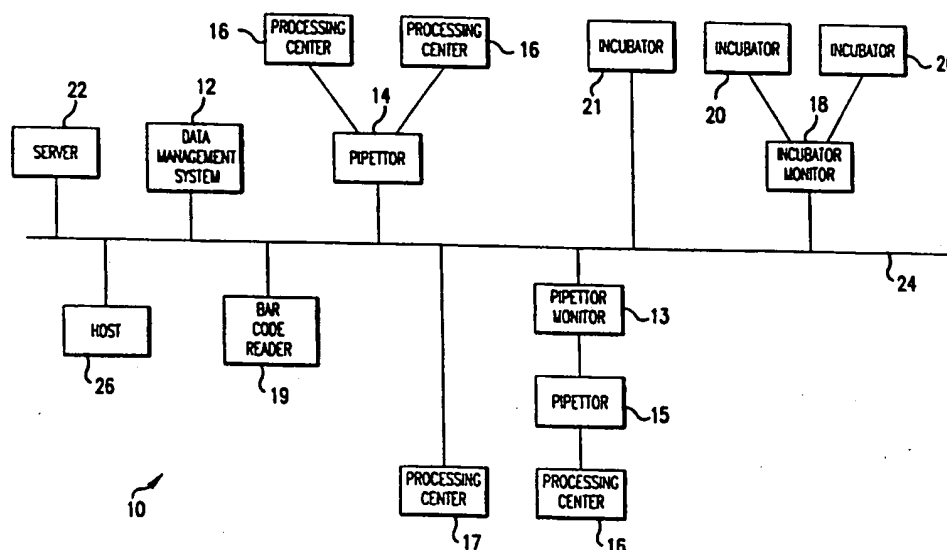 16
PROCESSING
CENTER
PROCESSING
CENTER
16
INCUBATOR
21
INCUBATOR
20
INCUBATOR
20
22
SERVER
12
DATA
MANAGEMENT
SYSTEM
14
PIPETTOR
18
INCUBATOR
MONITOR
24
HOST
26
BAR
CODE
READER
19
PIPETTOR
MONITOR
13
PIPETTOR
15
10
PROCESSING
CENTER
17
PROCESSING
CENTER
16